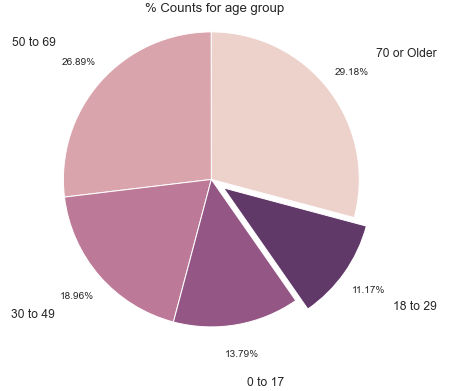 % Counts for age group
50 to 69
26.89%
70 or Older
29.18%
30 to 49
18.96%
11.17%
18 to 29
13.79%
0 to 17